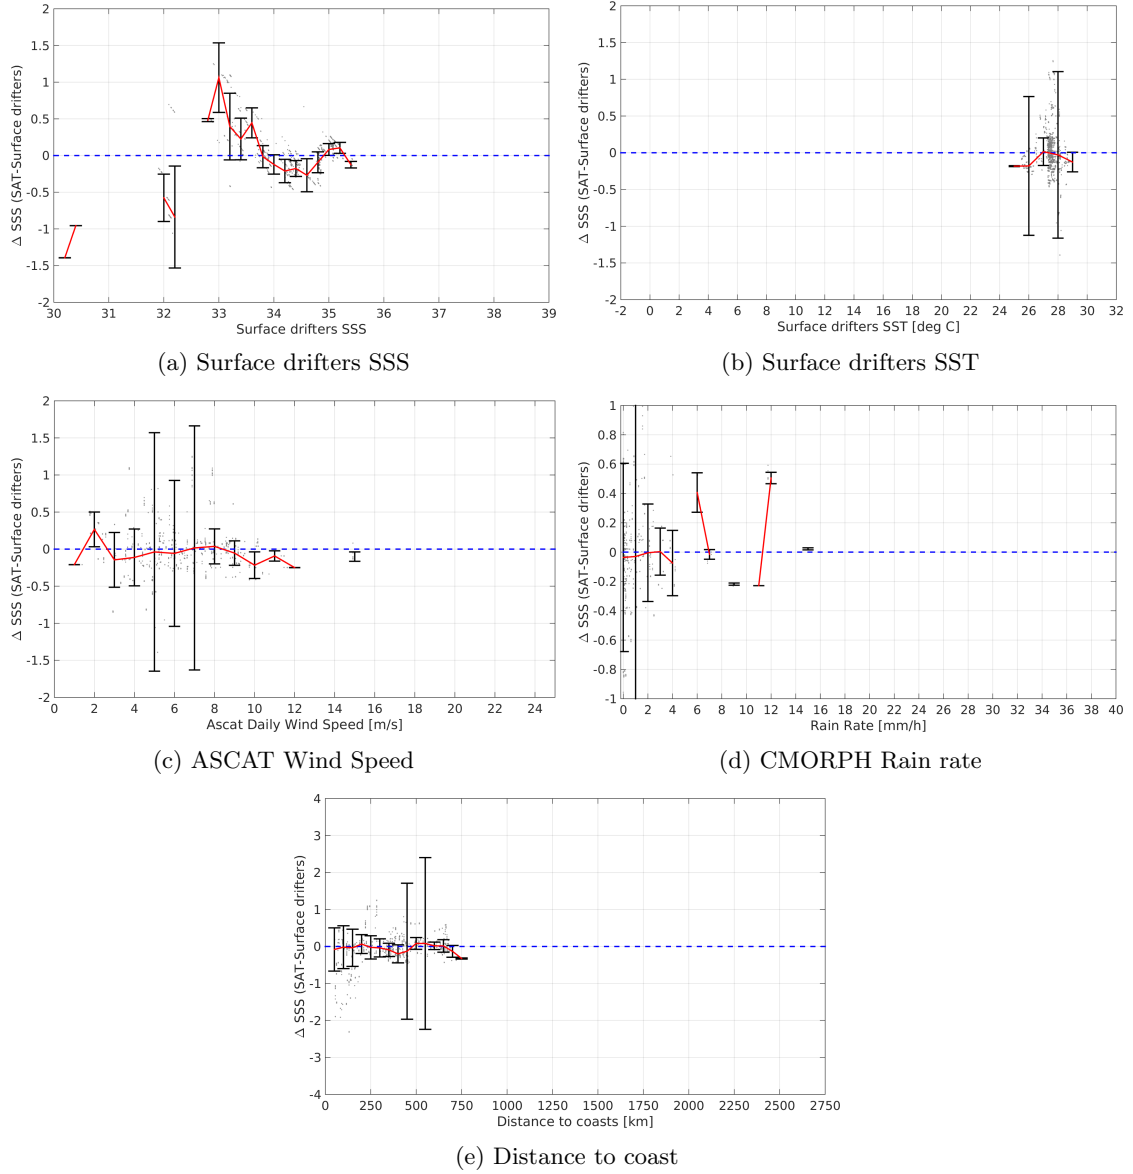 2
1.5
1
0.5
0
-0.5
-1
-1.5
-2
Δ SSS (SAT-Surface drifters)
30 31 32 33 34 35 36 37 38 39
Surface drifters SSS
(a) Surface drifters SSS
2
1.5
1
0.5
0
-0.5
-1
-1.5
-2
Δ SSS (SAT-Surface drifters)
-2 0 2 4 6 8 10 12 14 16 18 20 22 24 26 28 30 32
Surface drifters SST [deg C]
(b) Surface drifters SST
2
1.5
1
0.5
0
-0.5
-1
-1.5
-2
Δ SSS (SAT-Surface drifters)
0 2 4 6 8 10 12 14 16 18 20 22 24
Ascat Daily Wind Speed [m/s]
(c) ASCAT Wind Speed
1
0.8
0.6
0.4
0.2
0
-0.2
-0.4
-0.6
-0.8
-1
Δ SSS (SAT-Surface drifters)
0 2 4 6 8 10 12 14 16 18 20 22 24 26 28 30 32 34 36 38 40
Rain Rate [mm/h]
(d) CMORPH Rain rate
4
3
2
1
0
-1
-2
-3
-4
Δ SSS (SAT-Surface drifters)
0 250 500 750 1000 1250 1500 1750 2000 2250 2500 2750
Distance to coasts [km]
(e) Distance to coast